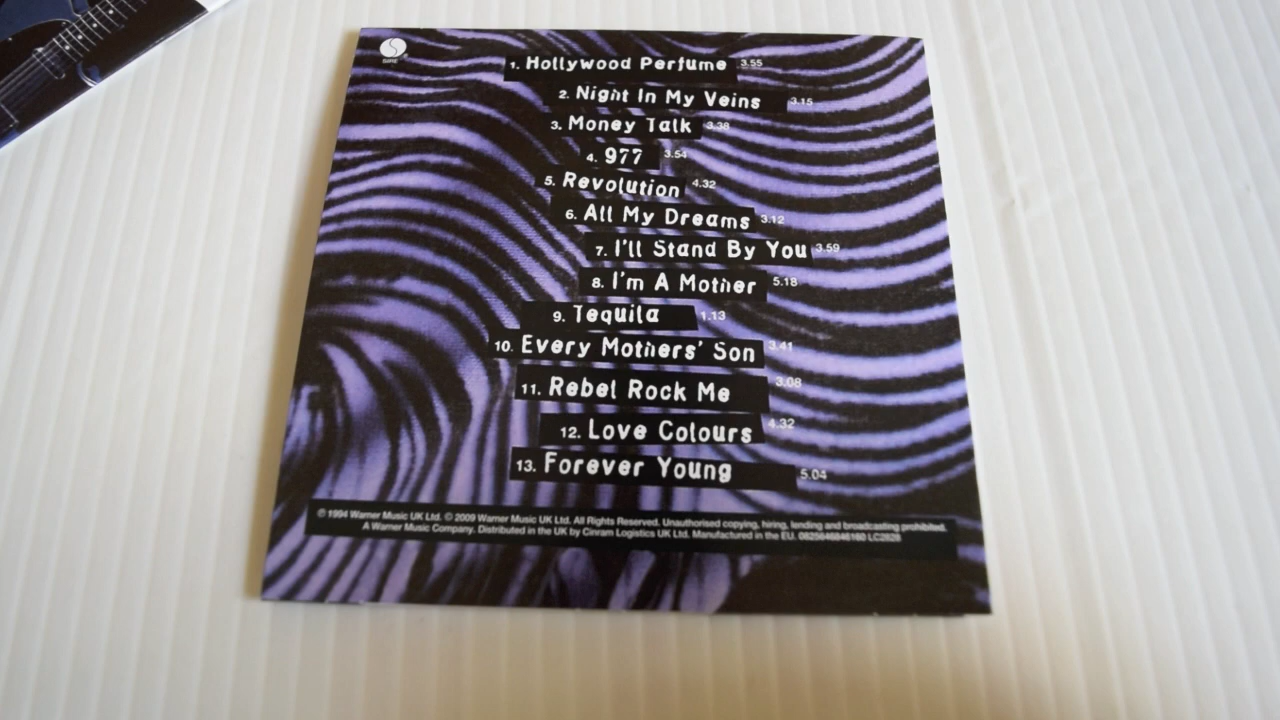 SIRE
1. Hollywood Perfume 3.55
2. Night In My Veins 3.15
3. Money Talk 3.38
4. 977 3.54
5. Revolution 4.32
6. All My Dreams 3.12
7. I'll Stand By You 3.59
8. I'm A Mother 5.18
9. Tequila 1.13
10. Every Mothers' Son 3.41
11. Rebel Rock Me 3.08
12. Love Colours 4.32
13. Forever Young 5.04
℗ 1994 Warner Music UK Ltd. © 2009 Warner Music UK Ltd. All Rights Reserved. Unauthorised copying, hiring, lending and broadcasting prohibited.
A Warner Music Company. Distributed in the UK by Cinram Logistics UK Ltd. Manufactured in the EU. 0825646846160 LC2828